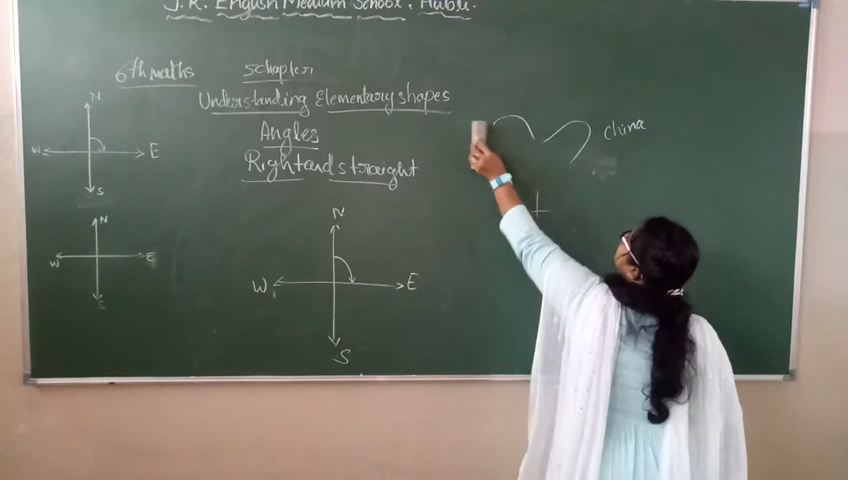 J.K. English Medium School, Hubli.
6th maths 5 chapter
Understanding Elementary shapes
Angles
Right and straight
china
N
W E
S
N
W E
S
N
W E
S